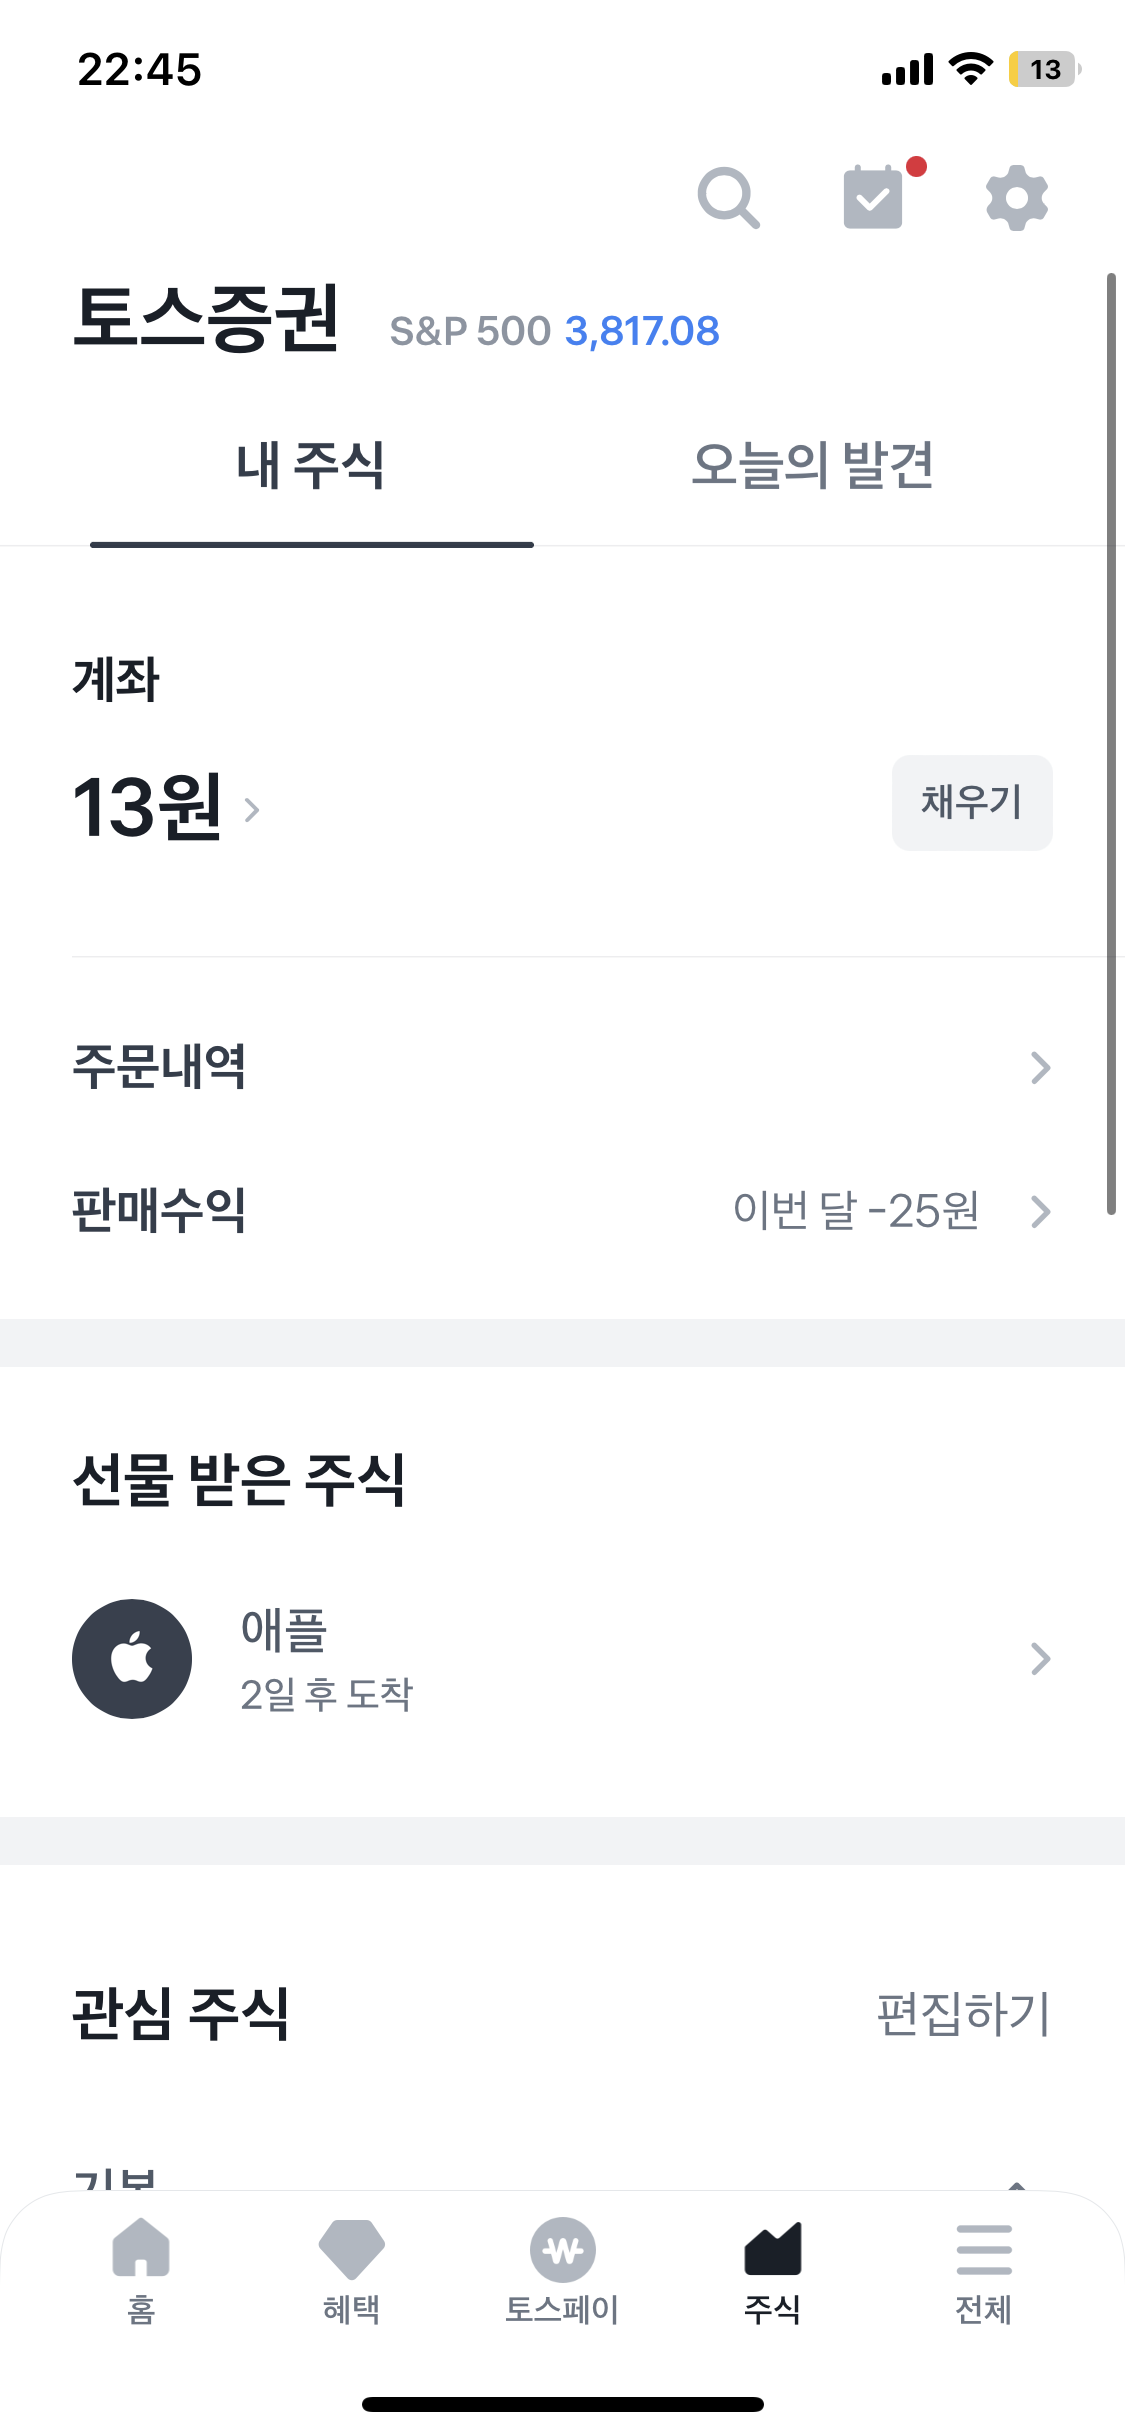 22:45
13
토스증권 S&P 500 3,817.08
내 주식 오늘의 발견
계좌
13원 채우기
주문내역
판매수익 이번 달 -25원
선물 받은 주식
애플
2일 후 도착
관심 주식 편집하기
기본
홈 혜택 토스페이 주식 전체